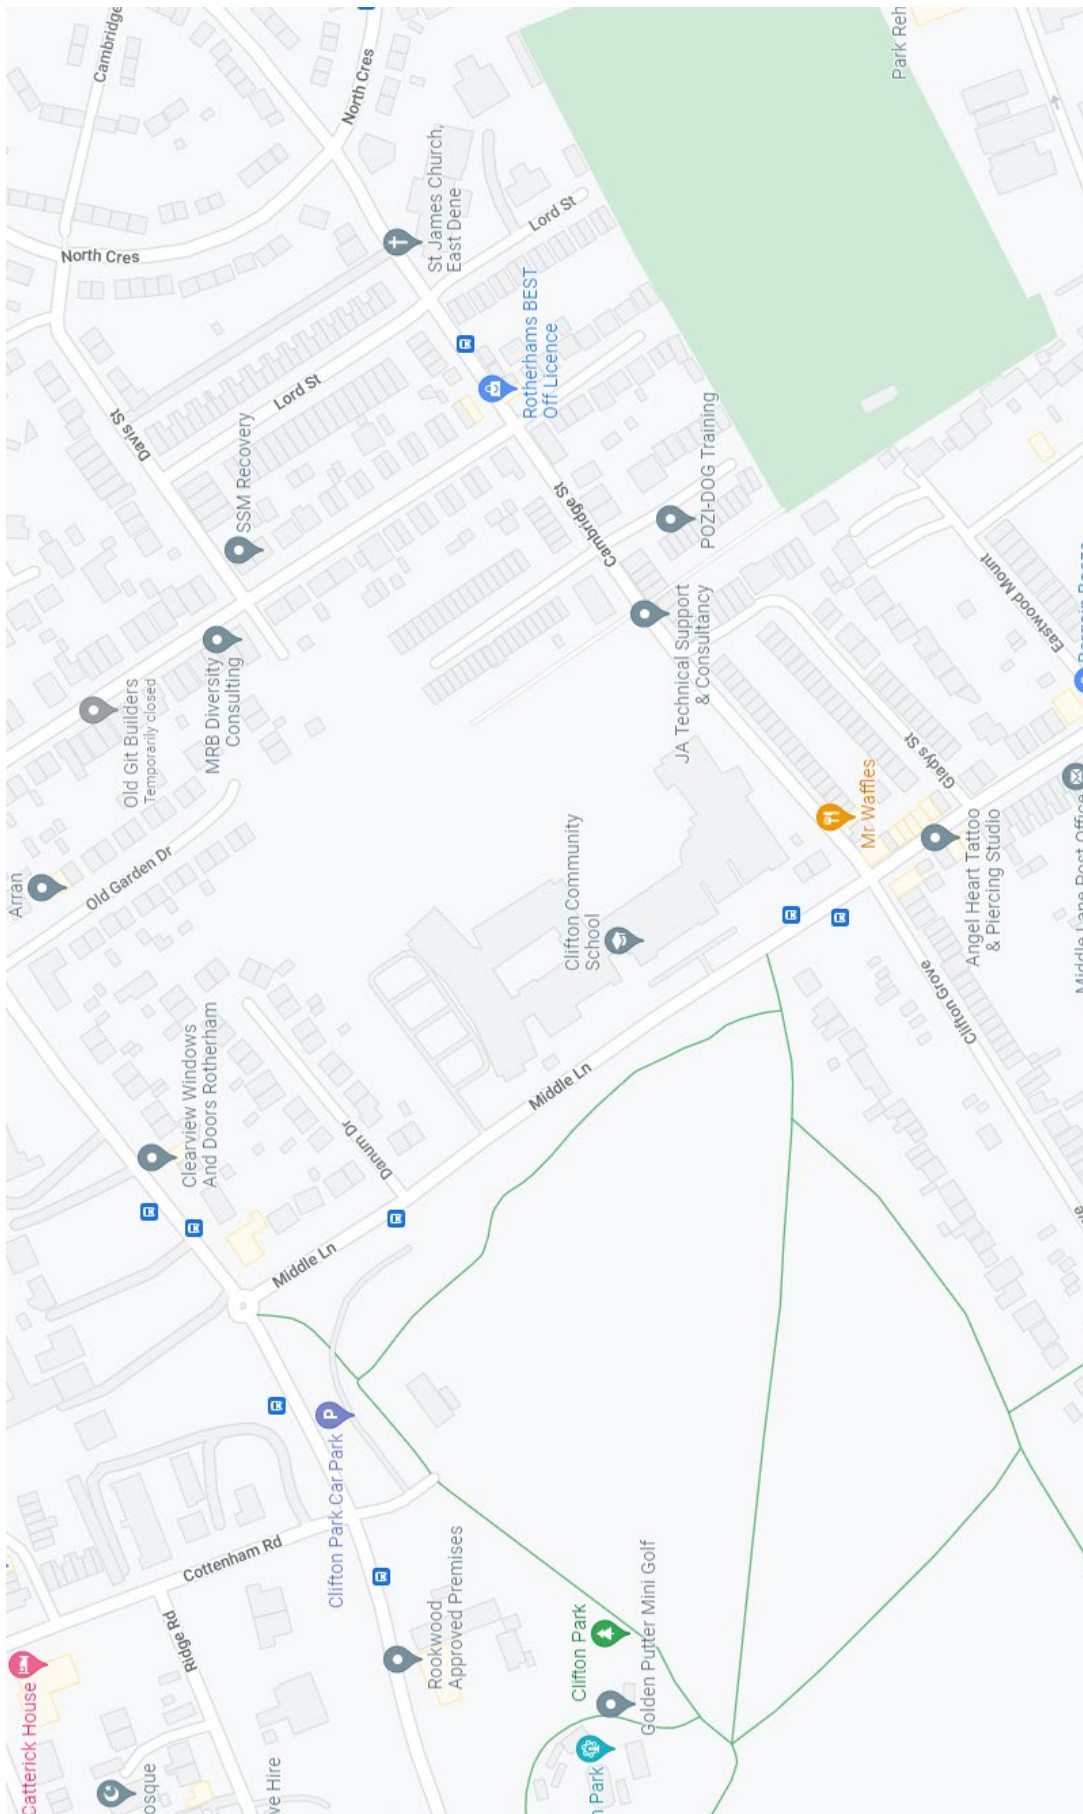 Cambridge
North Cres
North Cres
Park Reh
St James Church,
East Dene
Lord St
Rotherhams BEST
Off Licence
Lord St
Davis St
SSM Recovery
POZI-DOG Training
Cambridge St
Eastwood Mount
JA Technical Support
& Consultancy
MRB Diversity
Consulting
Old Git Builders
Temporarily closed
Gladys St
Mr Waffles
Angel Heart Tattoo
& Piercing Studio
Middle Lane Post Office
Old Garden Dr
Arran
Clifton Community
School
Clifton Grove
Clearview Windows
And Doors Rotherham
Middle Ln
Danum Dr
Middle Ln
Clifton Park Car Park
P
Cottenham Rd
Ridge Rd
Rookwood
Approved Premises
Clifton Park
Golden Putter Mini Golf
Catterick House
osque
ve Hire
n Park